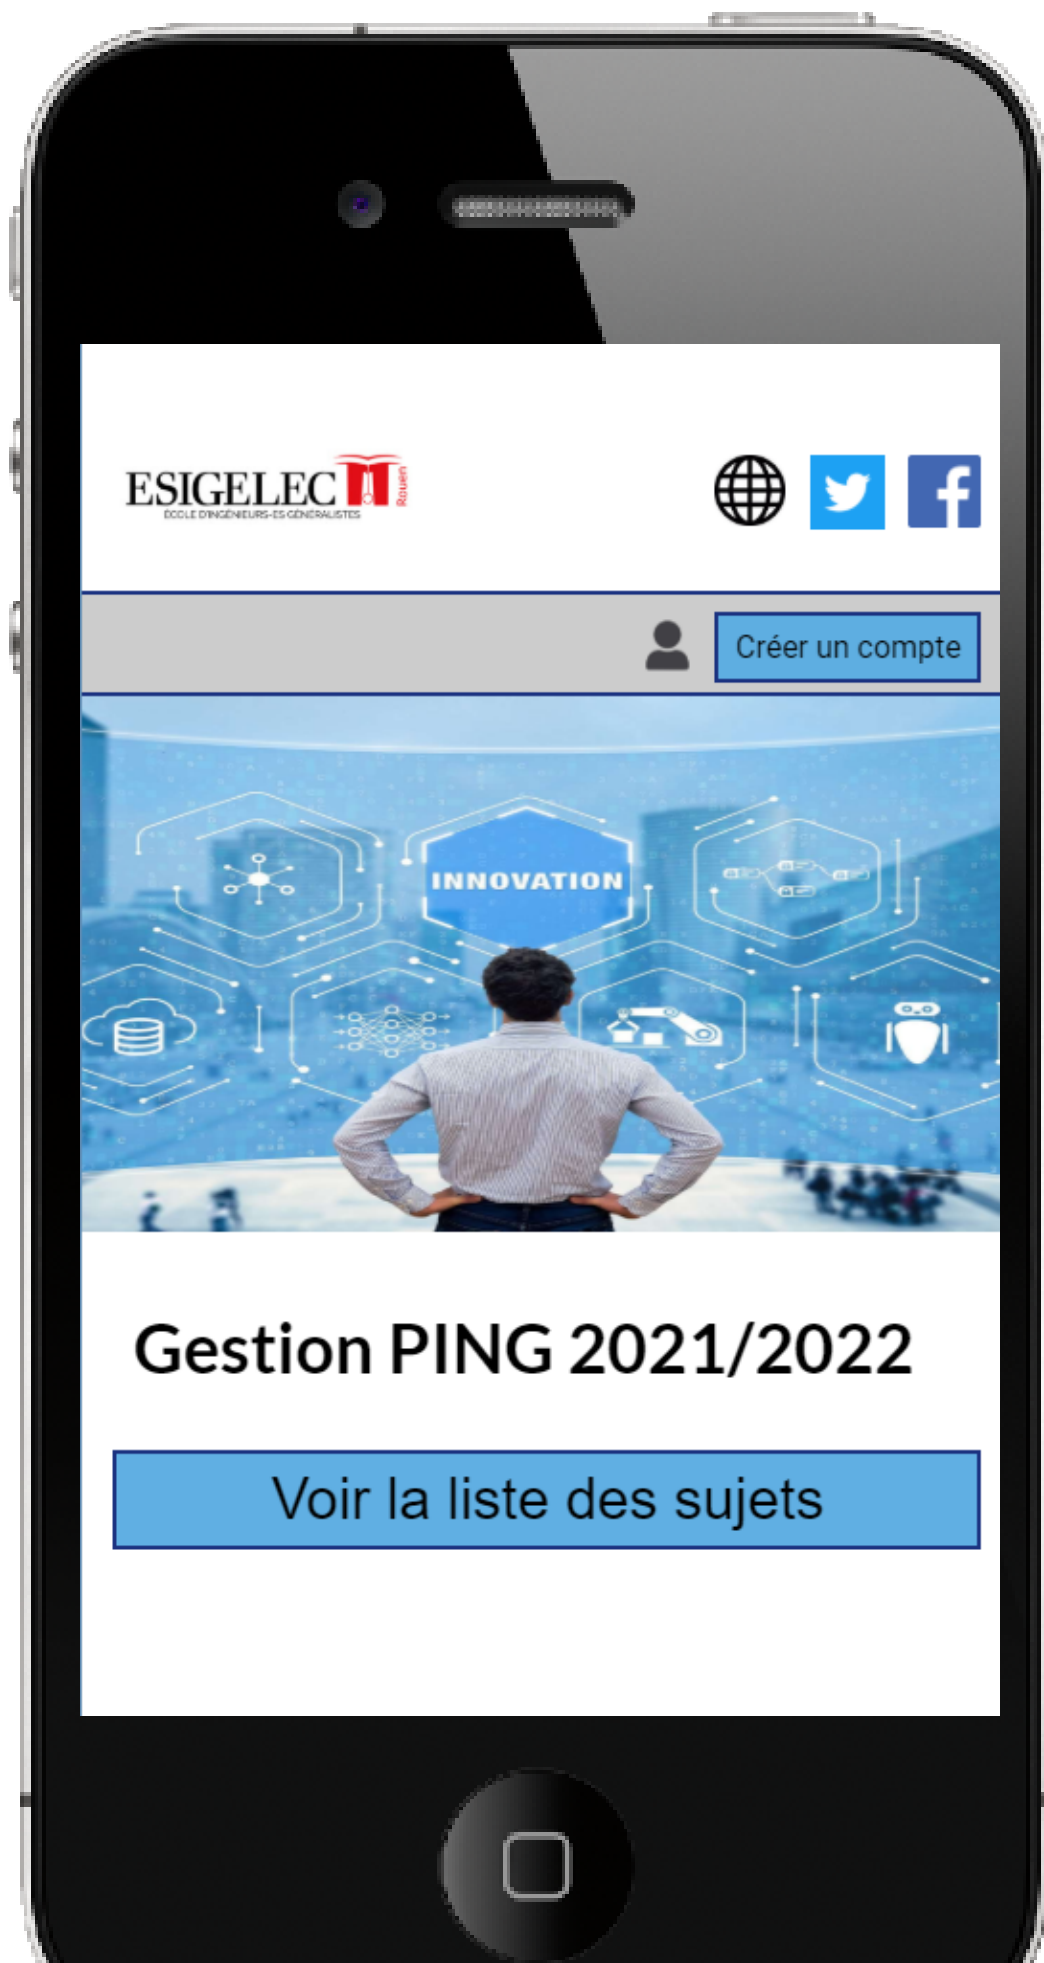 ESIGELEC
Rouen
ÉCOLE D'INGÉNIEURS-ES GÉNÉRALISTES
Créer un compte
INNOVATION
Gestion PING 2021/2022
Voir la liste des sujets